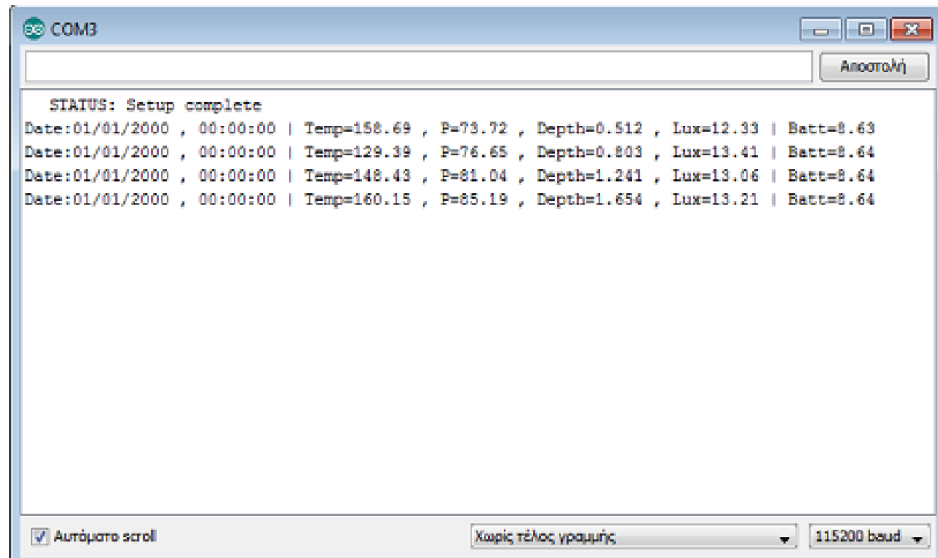 COM3
Αποστολή
STATUS: Setup complete
Date:01/01/2000 , 00:00:00 | Temp=158.69 , P=73.72 , Depth=0.512 , Lux=12.33 | Batt=8.63
Date:01/01/2000 , 00:00:00 | Temp=129.39 , P=76.65 , Depth=0.803 , Lux=13.41 | Batt=8.64
Date:01/01/2000 , 00:00:00 | Temp=148.43 , P=81.04 , Depth=1.241 , Lux=13.06 | Batt=8.64
Date:01/01/2000 , 00:00:00 | Temp=160.15 , P=85.19 , Depth=1.654 , Lux=13.21 | Batt=8.64
Αυτόματο scroll
Χωρίς τέλος γραμμής
115200 baud